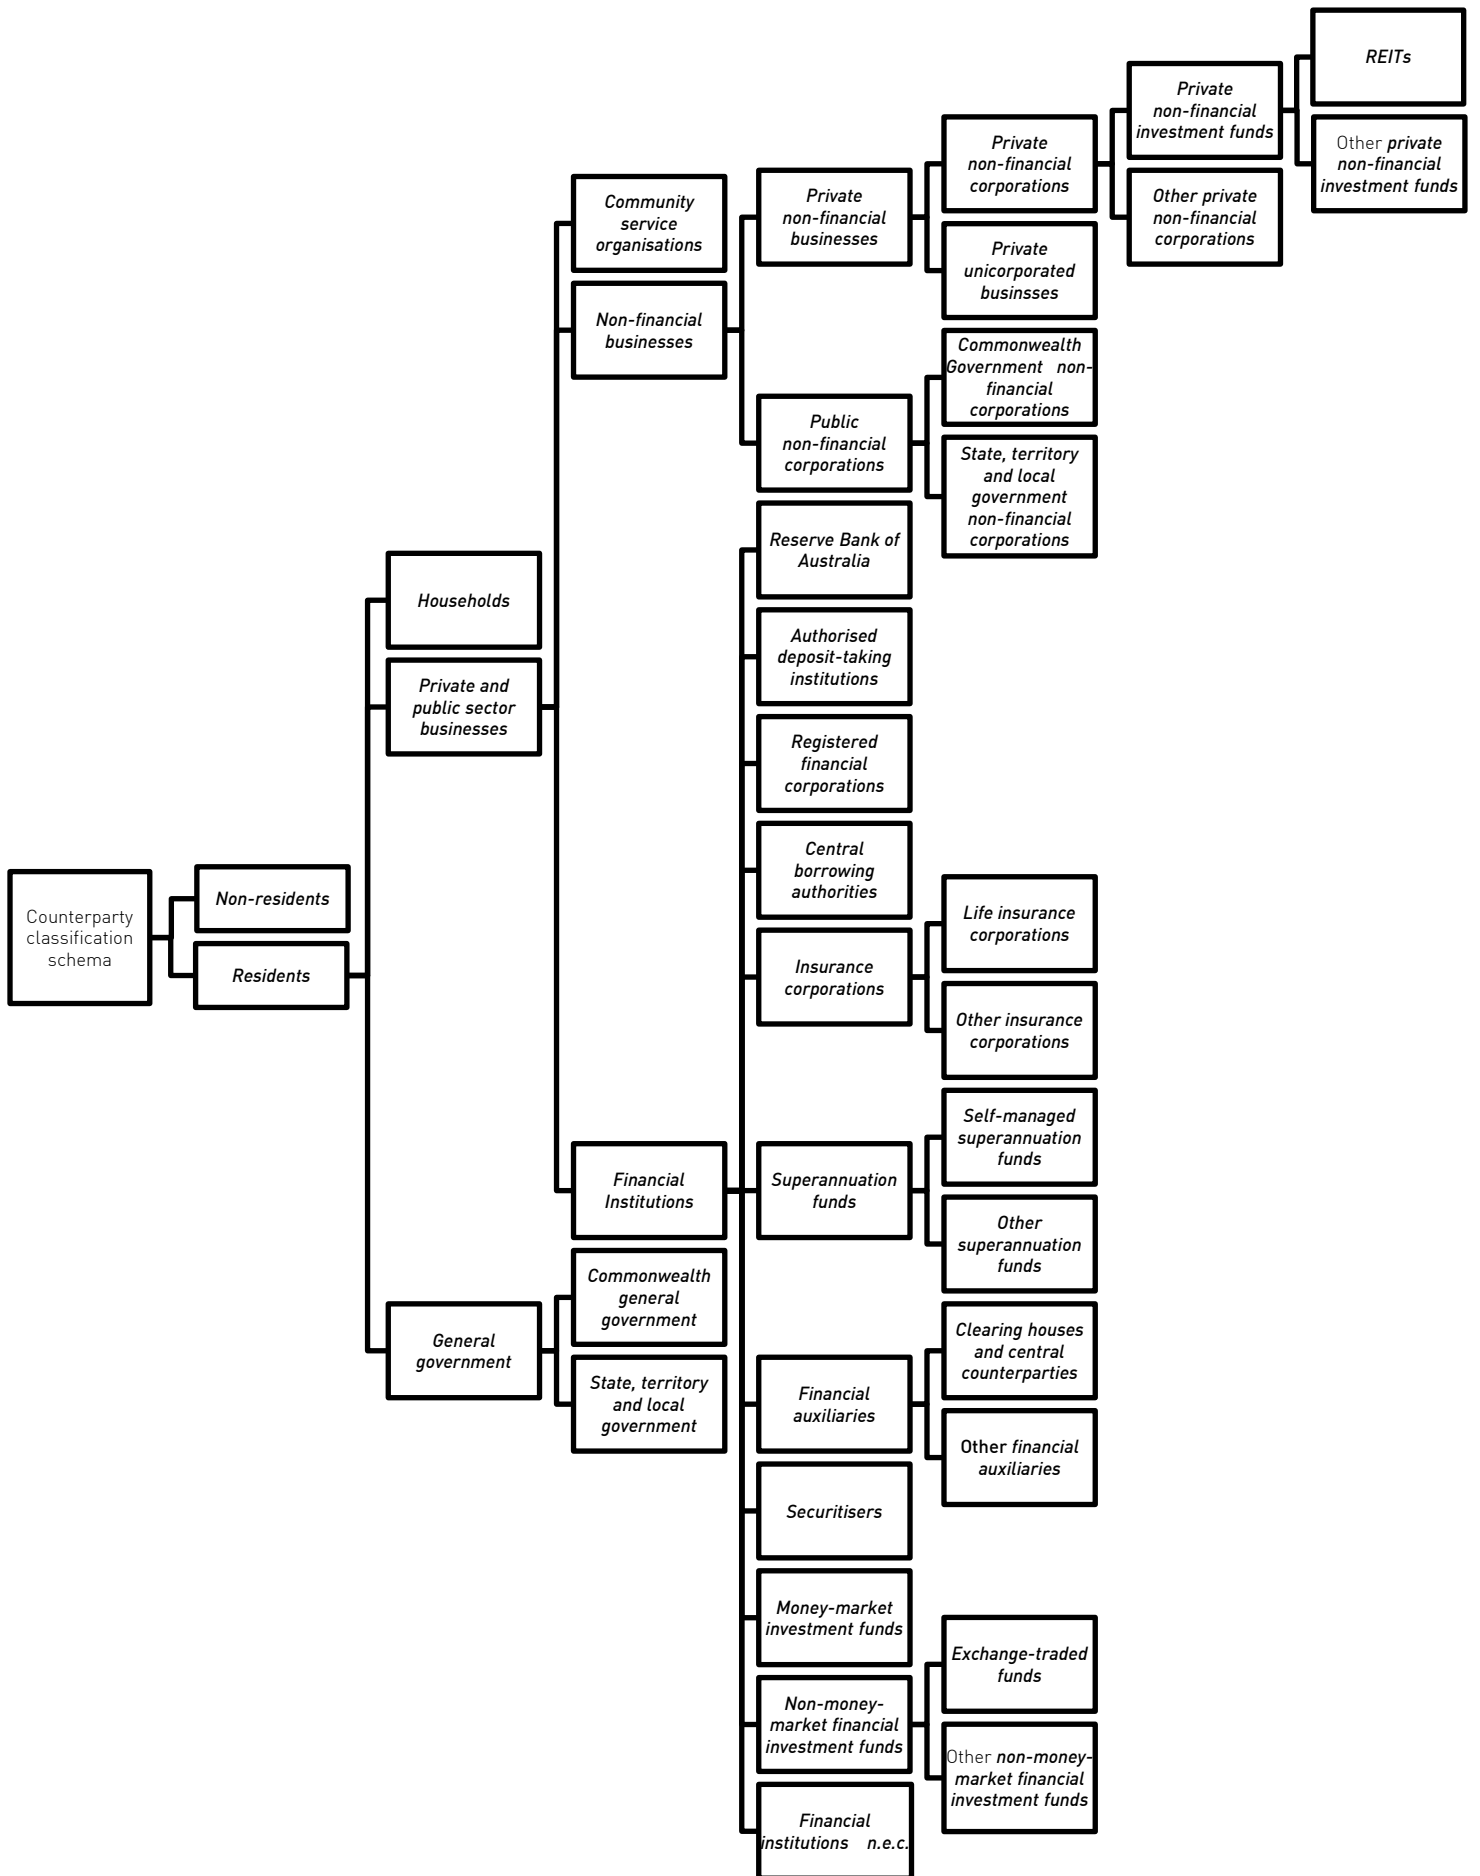 REITs
Private
non-financial
investment funds
Other private
non-financial
investment funds
Private
non-financial
corporations
Other private
non-financial
corporations
Community
service
organisations
Private
non-financial
businesses
Private
unicorporated
businsses
Non-financial
businesses
Commonwealth
Government non-
financial
corporations
Public
non-financial
corporations
State, territory
and local
government
non-financial
corporations
Reserve Bank of
Australia
Households
Authorised
deposit-taking
institutions
Private and
public sector
businesses
Registered
financial
corporations
Central
borrowing
authorities
Counterparty
classification
schema
Non-residents
Residents
Life insurance
corporations
Insurance
corporations
Other insurance
corporations
Self-managed
superannuation
funds
Financial
Institutions
Superannuation
funds
Other
superannuation
funds
Commonwealth
general
government
General
government
Clearing houses
and central
counterparties
State, territory
and local
government
Financial
auxiliaries
Other financial
auxiliaries
Securitisers
Money-market
investment funds
Exchange-traded
funds
Non-money-
market financial
investment funds
Other non-money-
market financial
investment funds
Financial
institutions n.e.c.